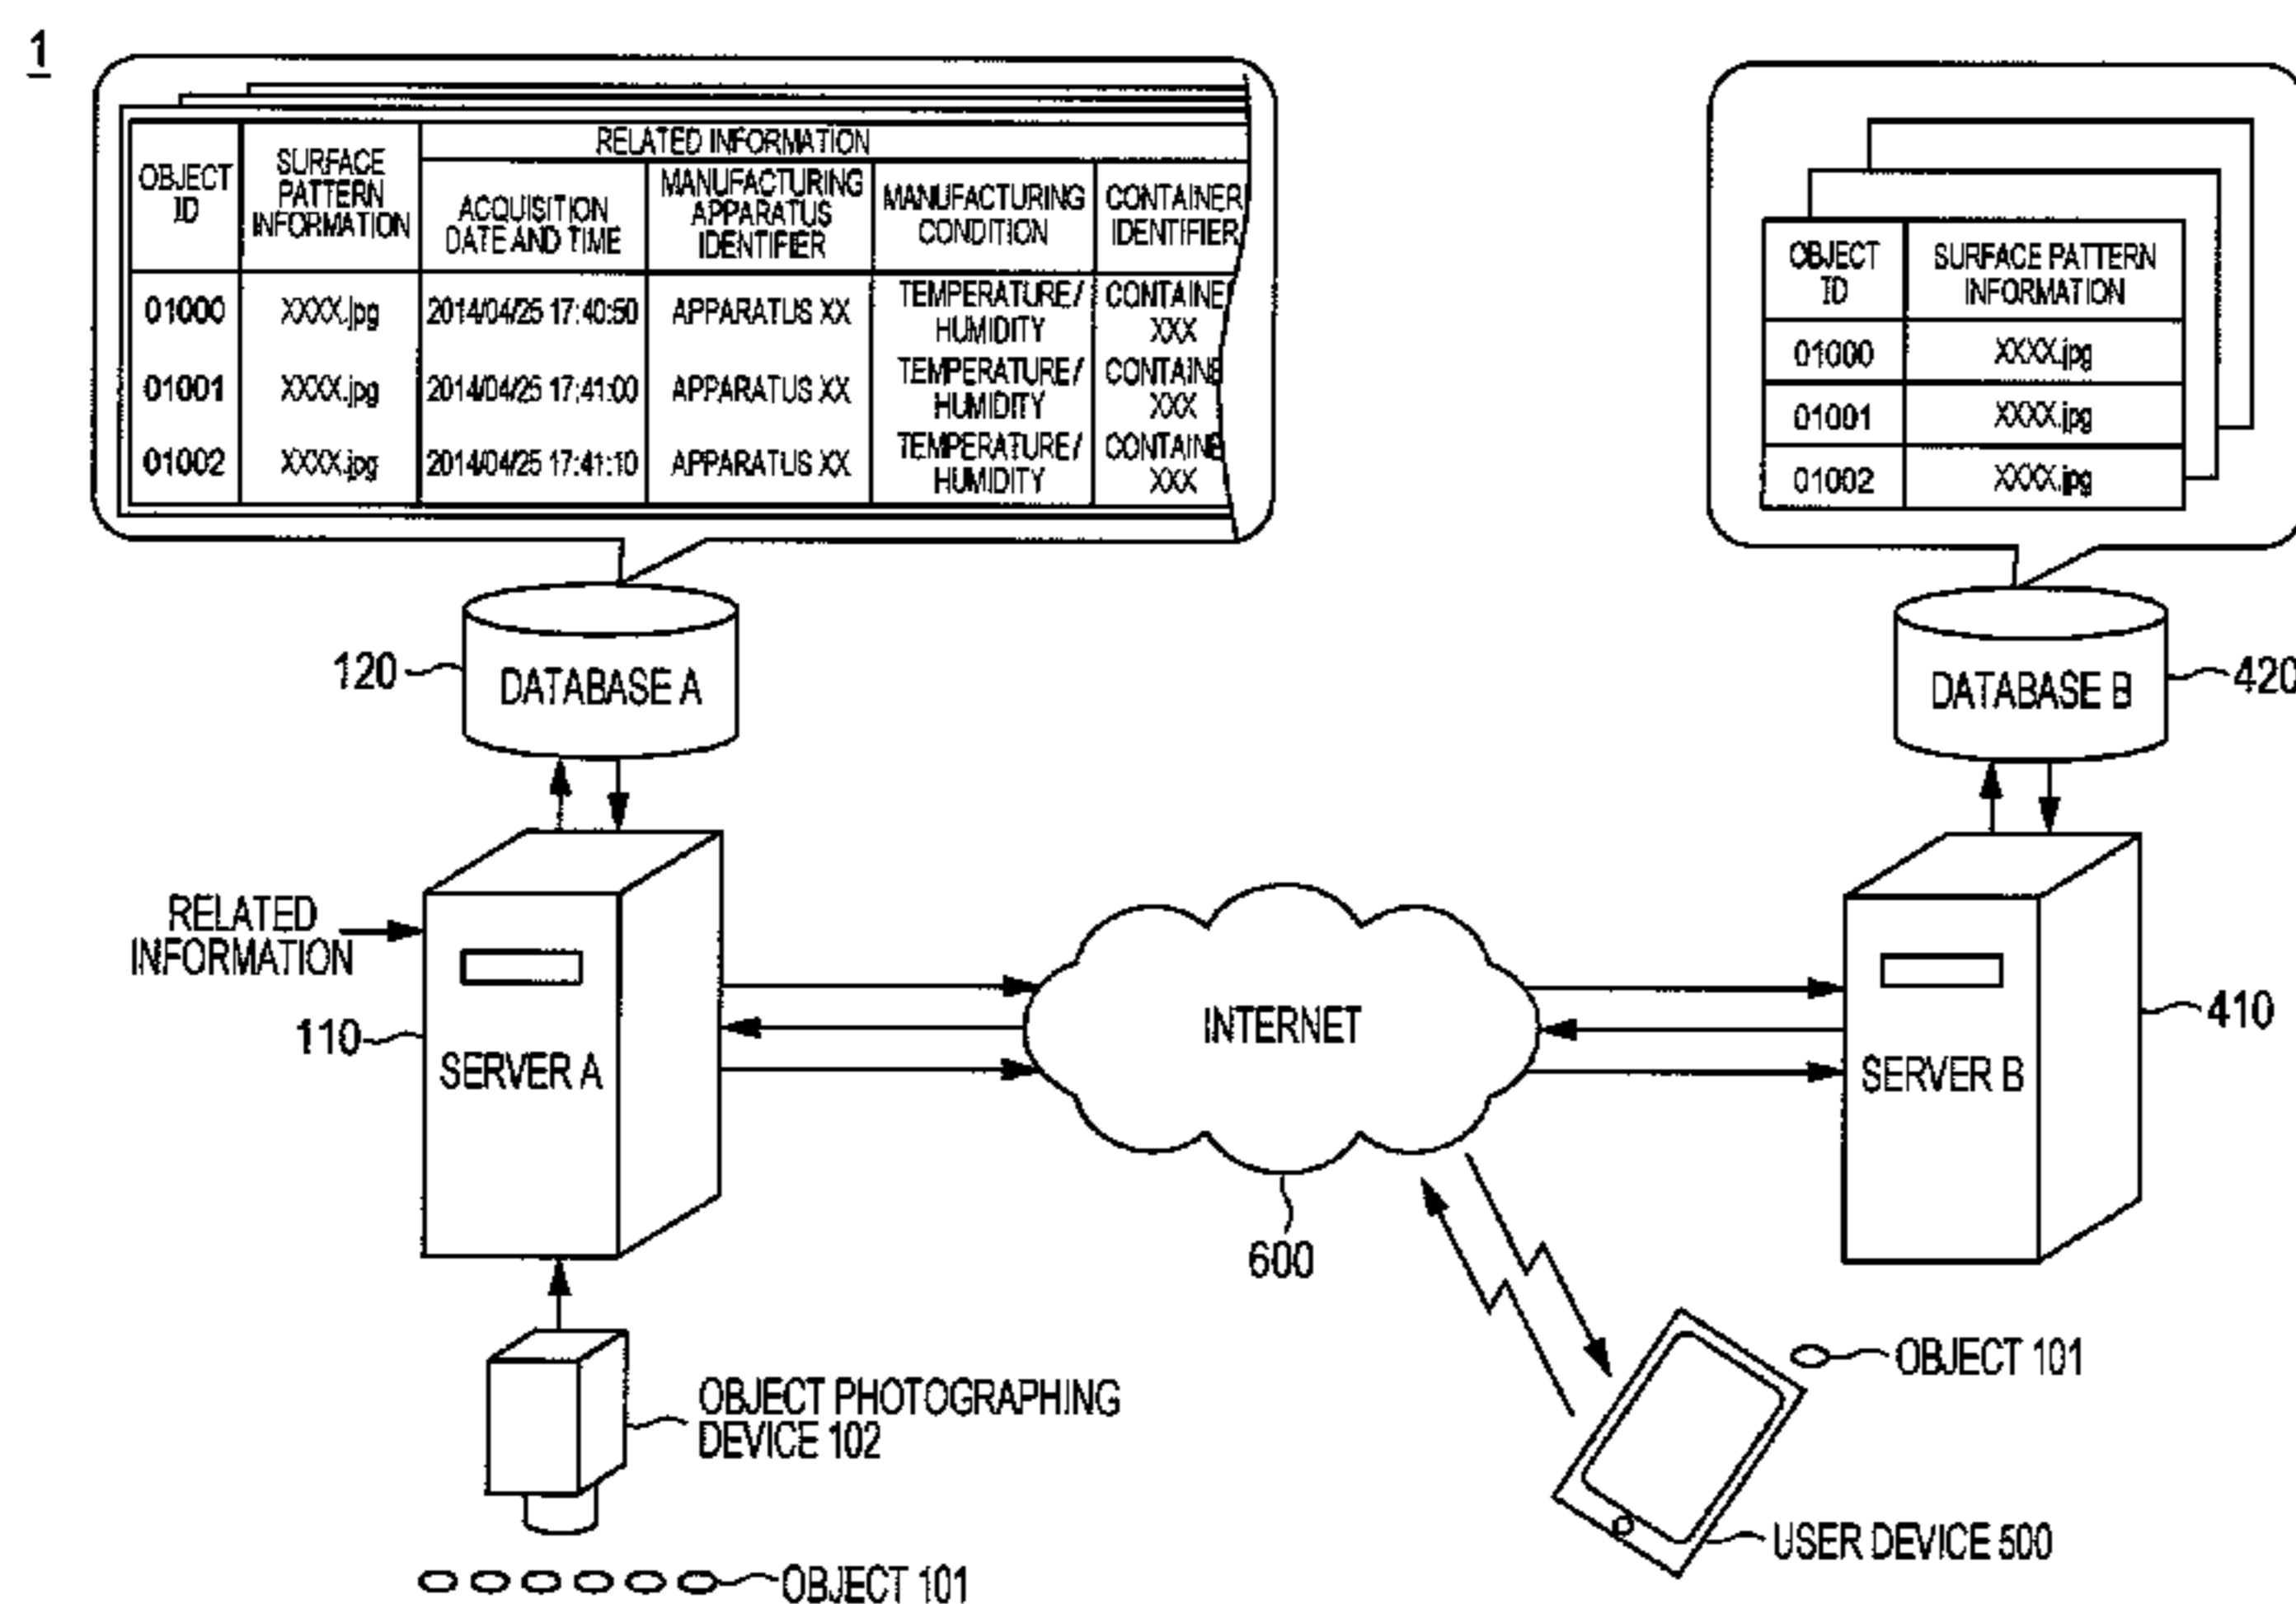 1
RELATED INFORMATION
OBJECT
ID
SURFACE
PATTERN
INFORMATION
ACQUISITION
DATE AND TIME
MANUFACTURING
APPARATUS
IDENTIFIER
MANUFACTURING
CONDITION
CONTAINER
IDENTIFIER
01000 XXXX.jpg 2014/04/25 17:40:50 APPARATUS XX TEMPERATURE/ CONTAINE
HUMIDITY XXX
01001 XXXX.jpg 2014/04/25 17:41:00 APPARATUS XX TEMPERATURE/ CONTAINE
HUMIDITY XXX
01002 XXXX.jpg 2014/04/25 17:41:10 APPARATUS XX TEMPERATURE/ CONTAINE
HUMIDITY XXX
OBJECT
ID
SURFACE PATTERN
INFORMATION
01000 XXXX.jpg
01001 XXXX.jpg
01002 XXXX.jpg
120
DATABASE A
DATABASE B
420
RELATED
INFORMATION
110
SERVER A
INTERNET
600
SERVER B
410
OBJECT PHOTOGRAPHING
DEVICE 102
OBJECT 101
OBJECT 101
USER DEVICE 500